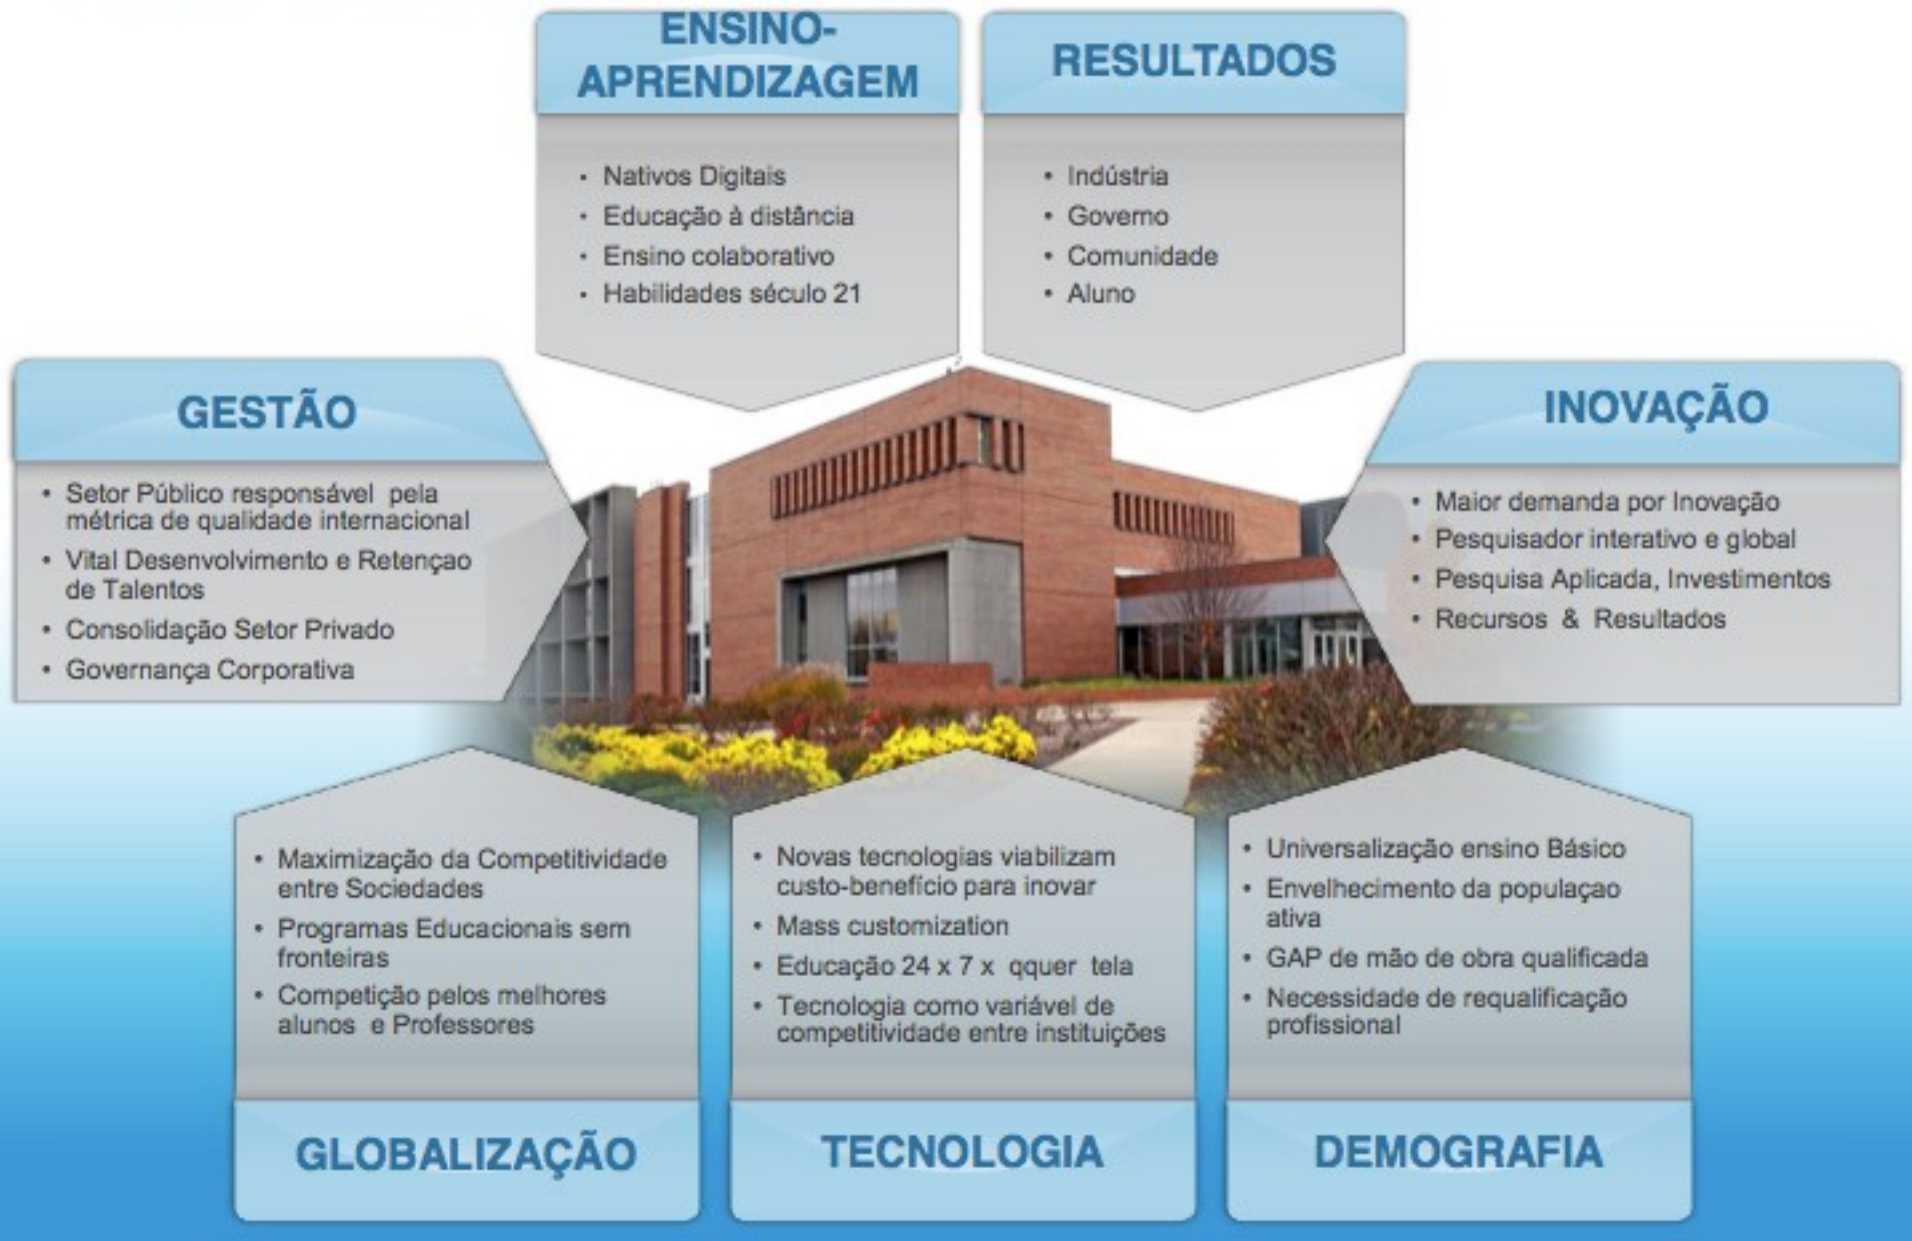 ENSINO-
APRENDIZAGEM
• Nativos Digitais
• Educação à distância
• Ensino colaborativo
• Habilidades século 21
RESULTADOS
• Indústria
• Governo
• Comunidade
• Aluno
GESTÃO
• Setor Público responsável pela
métrica de qualidade internacional
• Vital Desenvolvimento e Retençao
de Talentos
• Consolidação Setor Privado
• Governança Corporativa
INOVAÇÃO
• Maior demanda por Inovação
• Pesquisador interativo e global
• Pesquisa Aplicada, Investimentos
• Recursos & Resultados
• Maximização da Competitividade
entre Sociedades
• Programas Educacionais sem
fronteiras
• Competição pelos melhores
alunos e Professores
GLOBALIZAÇÃO
• Novas tecnologias viabilizam
custo-benefício para inovar
• Mass customization
• Educação 24 x 7 x qquer tela
• Tecnologia como variável de
competitividade entre instituições
TECNOLOGIA
• Universalização ensino Básico
• Envelhecimento da populaçao
ativa
• GAP de mão de obra qualificada
• Necessidade de requalificação
profissional
DEMOGRAFIA